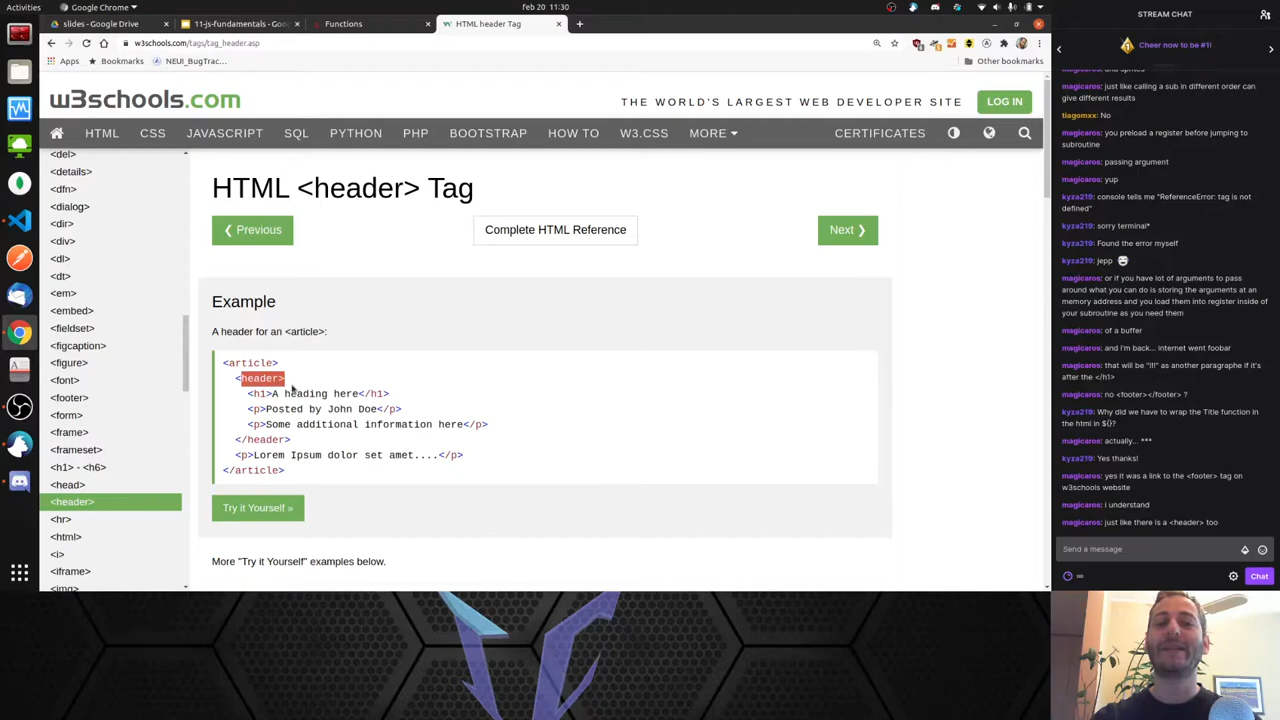 Activities
Google Chrome
feb 20 11:30
slides - Google Drive
11-js-fundamentals - Goo
Functions
HTML header Tag
w3schools.com/tags/tag_header.asp
Apps
Bookmarks
NEUI_BugTrac...
Other bookmarks
w3schools.com
THE WORLD'S LARGEST WEB DEVELOPER SITE
LOG IN
HTML
CSS
JAVASCRIPT
SQL
PYTHON
PHP
BOOTSTRAP
HOW TO
W3.CSS
MORE
CERTIFICATES
<del>
<details>
<dfn>
<dialog>
<dir>
<div>
<dl>
<dt>
<em>
<embed>
<fieldset>
<figcaption>
<figure>
<font>
<footer>
<form>
<frame>
<frameset>
<h1> - <h6>
<head>
<header>
<hr>
<html>
<i>
<iframe>
<img>
HTML <header> Tag
❮ Previous
Complete HTML Reference
Next ❯
Example
A header for an <article>:
<article>
<header>
<h1>A heading here</h1>
<p>Posted by John Doe</p>
<p>Some additional information here</p>
</header>
<p>Lorem Ipsum dolor set amet....</p>
</article>
Try it Yourself »
More "Try it Yourself" examples below.
STREAM CHAT
Cheer now to be #1!
magicaros: just like calling a sub in different order can
give different results
tiagomxx: No
magicaros: you preload a register before jumping to
subroutine
magicaros: passing argument
magicaros: yup
kyza219: console tells me "ReferenceError: tag is not
defined"
kyza219: sorry terminal*
kyza219: Found the error myself
kyza219: jepp
magicaros: or if you have lot of arguments to pass
around what you can do is storing the arguments at an
memory address and you load them into register inside of
your subroutine as you need them
magicaros: of a buffer
magicaros: and i'm back... internet went foobar
magicaros: that will be "!!!" as another paragraphe if it's
after the </h1>
magicaros: no <footer></footer> ?
kyza219: Why did we have to wrap the Title function in
the html in ${}?
magicaros: actually... ***
kyza219: Yes thanks!
magicaros: yes it was a link to the <footer> tag on
w3schools website
magicaros: i understand
magicaros: just like there is a <header> too
Send a message
∞
Chat